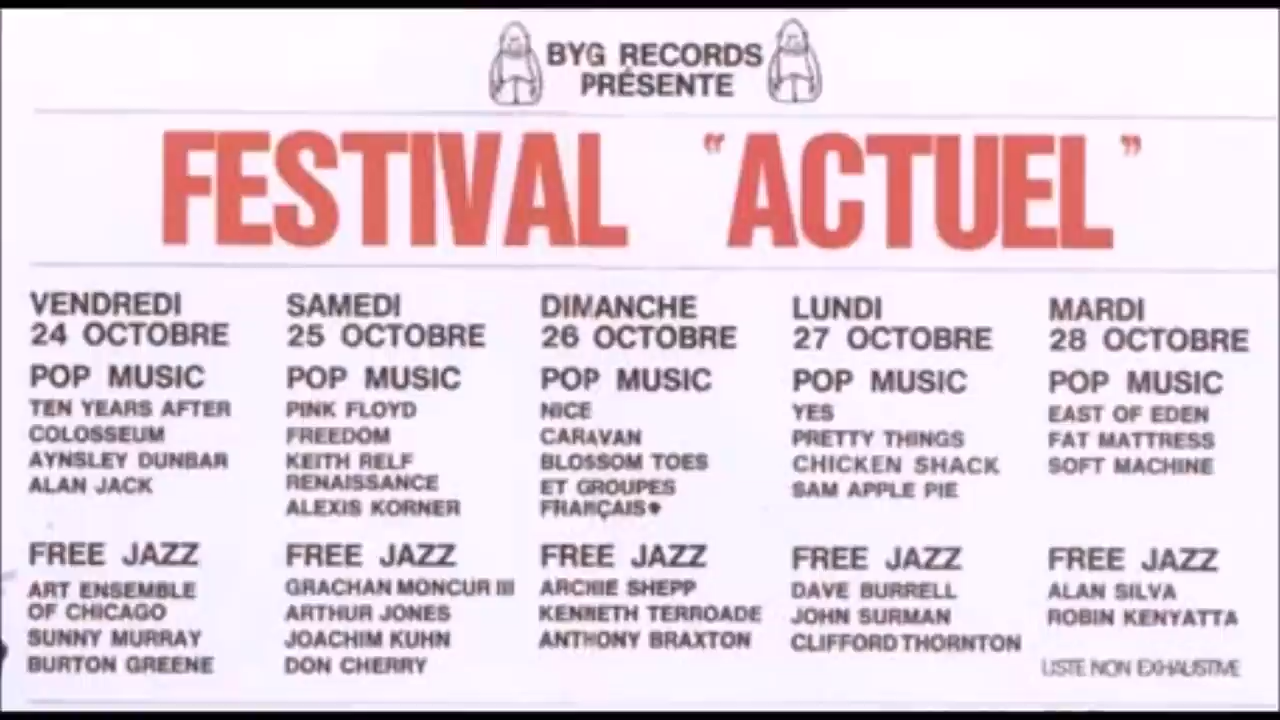 BYG RECORDS
PRÉSENTE
FESTIVAL "ACTUEL"
VENDREDI
24 OCTOBRE
POP MUSIC
TEN YEARS AFTER
COLOSSEUM
AYNSLEY DUNBAR
ALAN JACK
FREE JAZZ
ART ENSEMBLE
OF CHICAGO
SUNNY MURRAY
BURTON GREENE
SAMEDI
25 OCTOBRE
POP MUSIC
PINK FLOYD
FREEDOM
KEITH RELF
RENAISSANCE
ALEXIS KORNER
FREE JAZZ
GRACHAN MONCUR III
ARTHUR JONES
JOACHIM KUHN
DON CHERRY
DIMANCHE
26 OCTOBRE
POP MUSIC
NICE
CARAVAN
BLOSSOM TOES
ET GROUPES
FRANÇAIS*
FREE JAZZ
ARCHIE SHEPP
KENNETH TERROADE
ANTHONY BRAXTON
LUNDI
27 OCTOBRE
POP MUSIC
YES
PRETTY THINGS
CHICKEN SHACK
SAM APPLE PIE
FREE JAZZ
DAVE BURRELL
JOHN SURMAN
CLIFFORD THORNTON
MARDI
28 OCTOBRE
POP MUSIC
EAST OF EDEN
FAT MATTRESS
SOFT MACHINE
FREE JAZZ
ALAN SILVA
ROBIN KENYATTA
LISTE NON EXHAUSTIVE